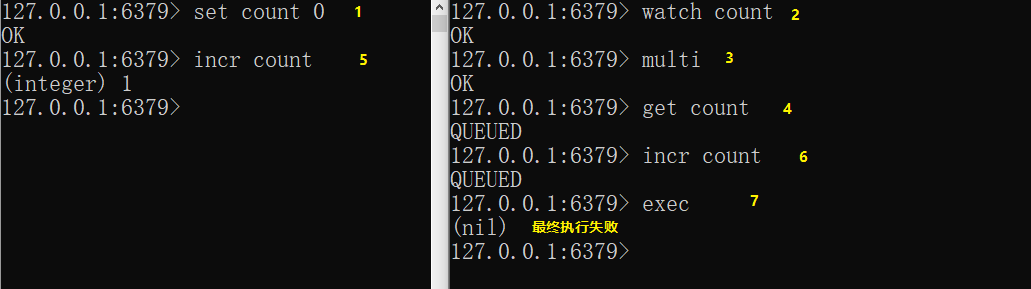 127.0.0.1:6379> set count 0 1
OK
127.0.0.1:6379> incr count 5
(integer) 1
127.0.0.1:6379>
127.0.0.1:6379> watch count 2
OK
127.0.0.1:6379> multi 3
OK
127.0.0.1:6379> get count 4
QUEUED
127.0.0.1:6379> incr count 6
QUEUED
127.0.0.1:6379> exec 7
(nil) 最终执行失败
127.0.0.1:6379>